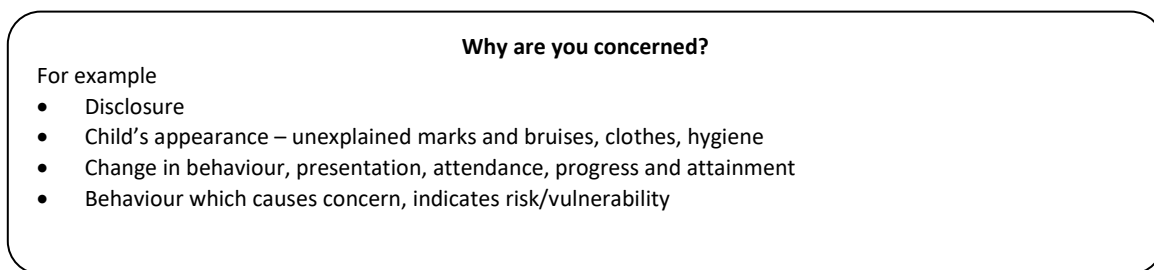 Why are you concerned?
For example
• Disclosure
• Child's appearance – unexplained marks and bruises, clothes, hygiene
• Change in behaviour, presentation, attendance, progress and attainment
• Behaviour which causes concern, indicates risk/vulnerability